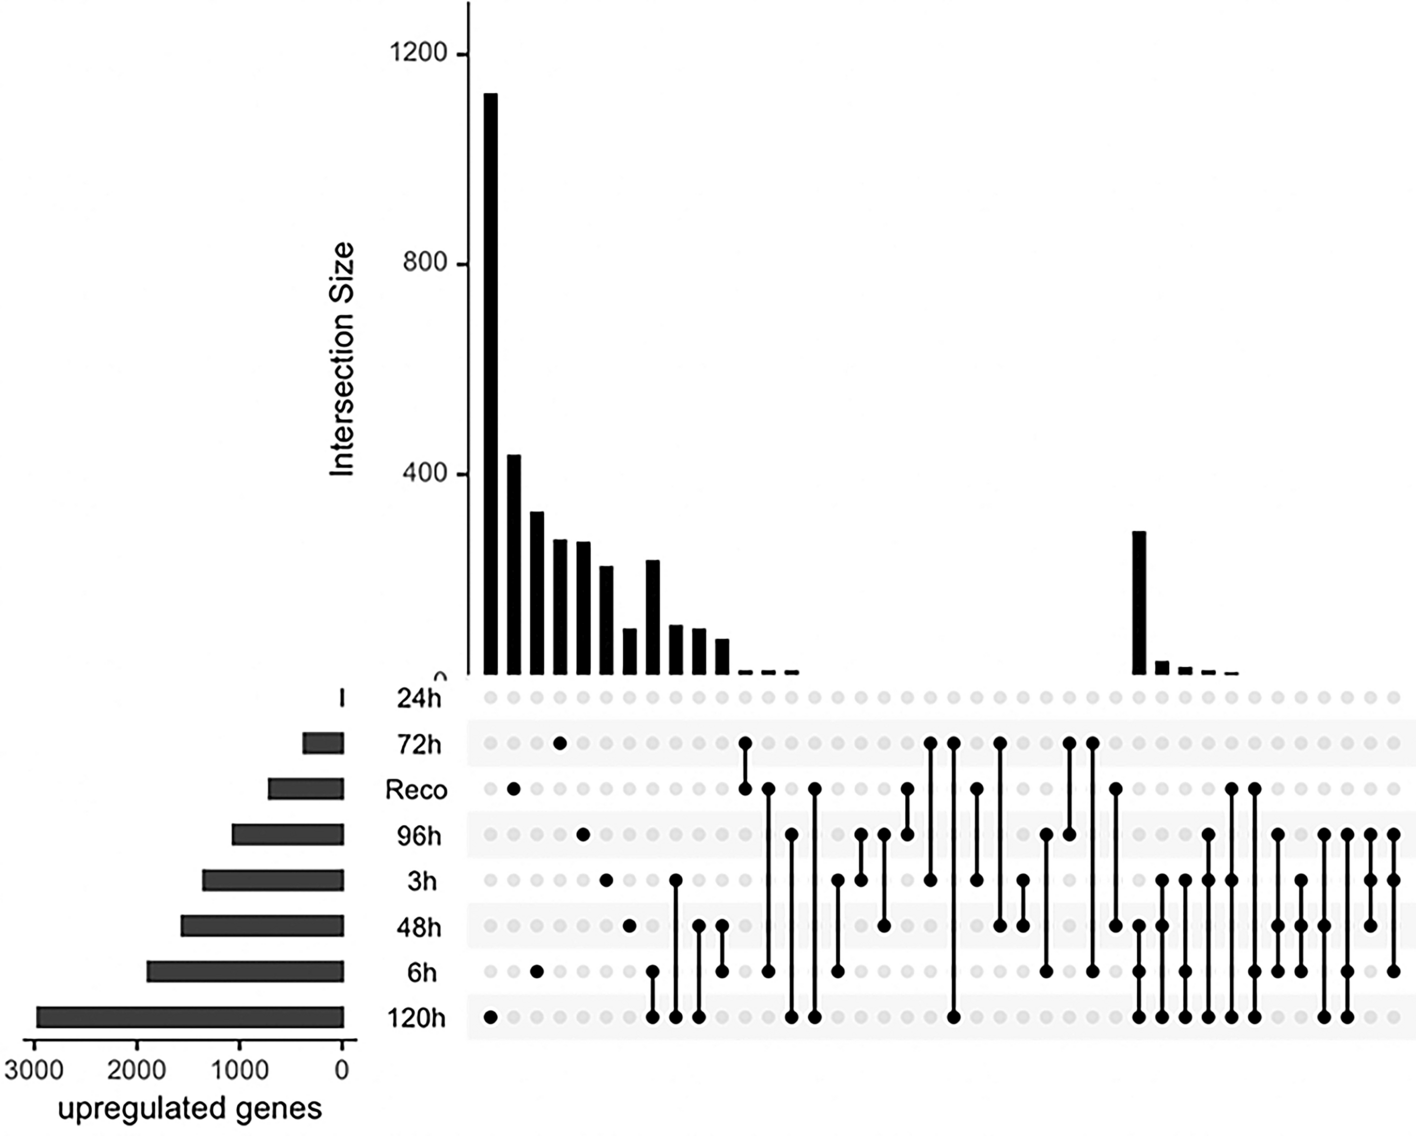 1200
800
400
0
Intersection Size
24h
72h
Reco
96h
3h
48h
6h
120h
3000 2000 1000 0
upregulated genes